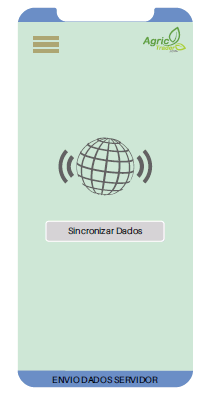 Agric
Sincronizar Dados
ENVIO DADOS SERVIDOR